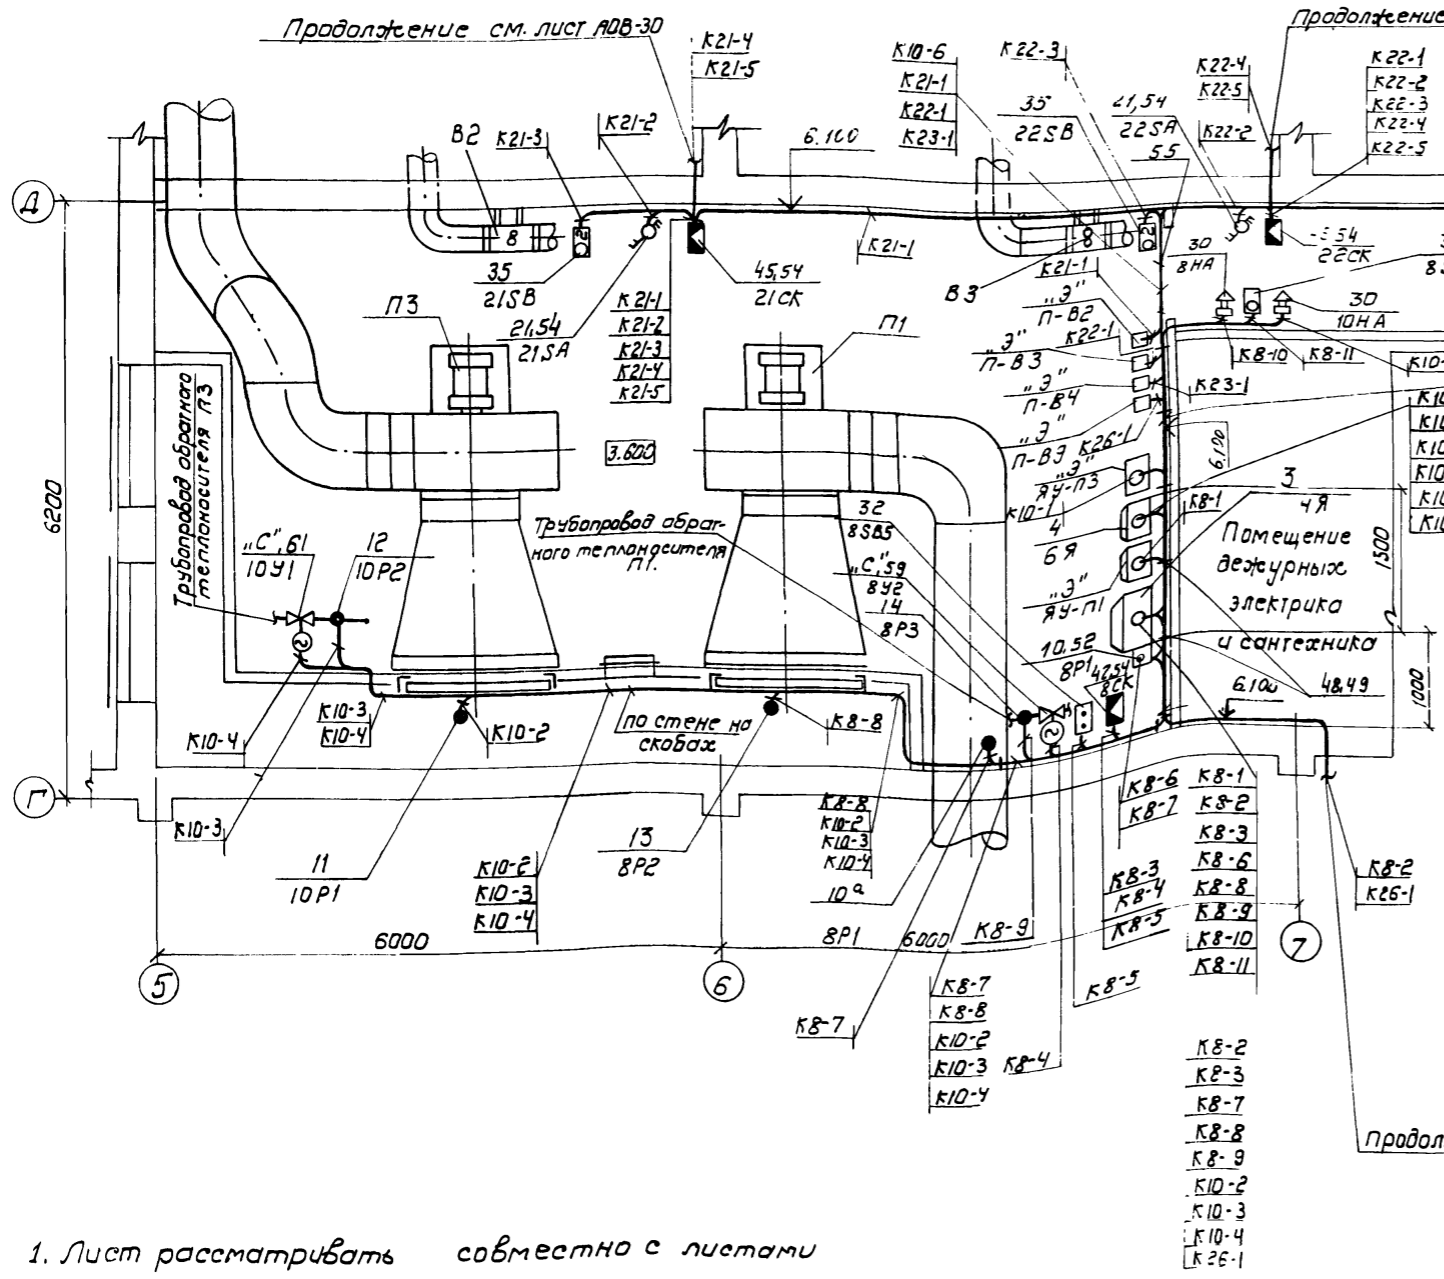 Продолжение см. лист АОВ-30
К21-4
К21-5
К10-6
К21-1
К22-1
К23-1
К22-3
35
22SB
21,54
22SA
55
К22-2
Продолжение
К22-4
К22-5
К22-1
К22-2
К22-3
К22-4
К22-5
В2
К21-3
К21-2
6.100
Д
8
35
21SB
21,54
21SA
45,54
21СК
К21-1
В3
8
30
8НА
22СК
30
10НА
К21-1
К21-2
К21-3
К21-4
К21-5
П3
П1
К21-1
„Э"
П-В2
К22-1
„Э"
П-В3
„Э"
П-В4
К23-1
„Э"
П-ВЭ
К26-1
К8-10
К8-11
К10-
Трубопровод обратного
теплоносителя П3
3.600
6.100
„Э"
ЯУ-П3
К10-1
4
6Я
К8-1
3
4Я
„Э"
ЯУ-П1
Помещение
дежурных
электрика
и сантехника
1500
1000
6200
„С",61
10У1
12
10Р2
Трубопровод обрат-
ного теплоносителя
П1.
32
8SB5
„С",59
8У2
14
8Р3
10,52
8Р1
42,54
8СК
48,49
6.100
К10-4
К10-3
К10-4
К10-2
по стене на
скобах
К8-8
Г
К10-3
11
10Р1
К10-2
К10-3
К10-4
13
8Р2
К8-8
К10-2
К10-3
К10-4
10а
К8-6
К8-7
К8-3
К8-4
К8-5
К8-1
К8-2
К8-3
К8-6
К8-8
К8-9
К8-10
К8-11
К8-2
К26-1
6000
8Р1
6000
К8-9
5
6
7
К8-7
К8-7
К8-8
К10-2
К10-3
К10-4
К8-4
К8-5
К8-2
К8-3
К8-7
К8-8
К8-9
К10-2
К10-3
К10-4
К26-1
Продол
1. Лист рассматривать совместно с листами